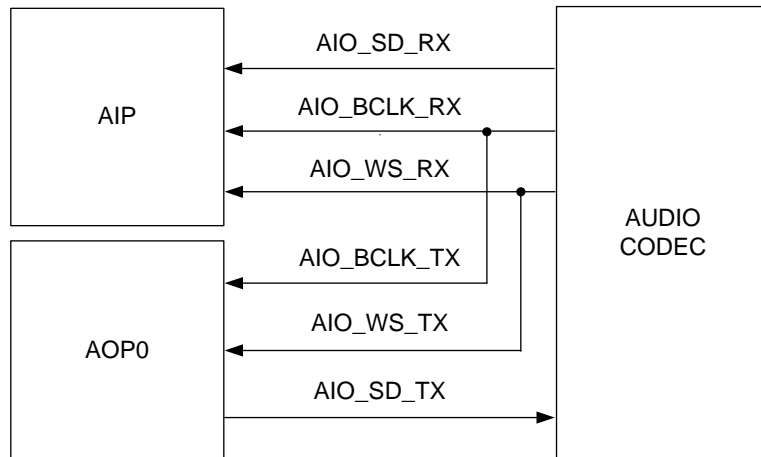 AIO_SD_RX
AIO_BCLK_RX
AIP
AIO_WS_RX
AUDIO
CODEC
AIO_BCLK_TX
AIO_WS_TX
AOP0
AIO_SD_TX